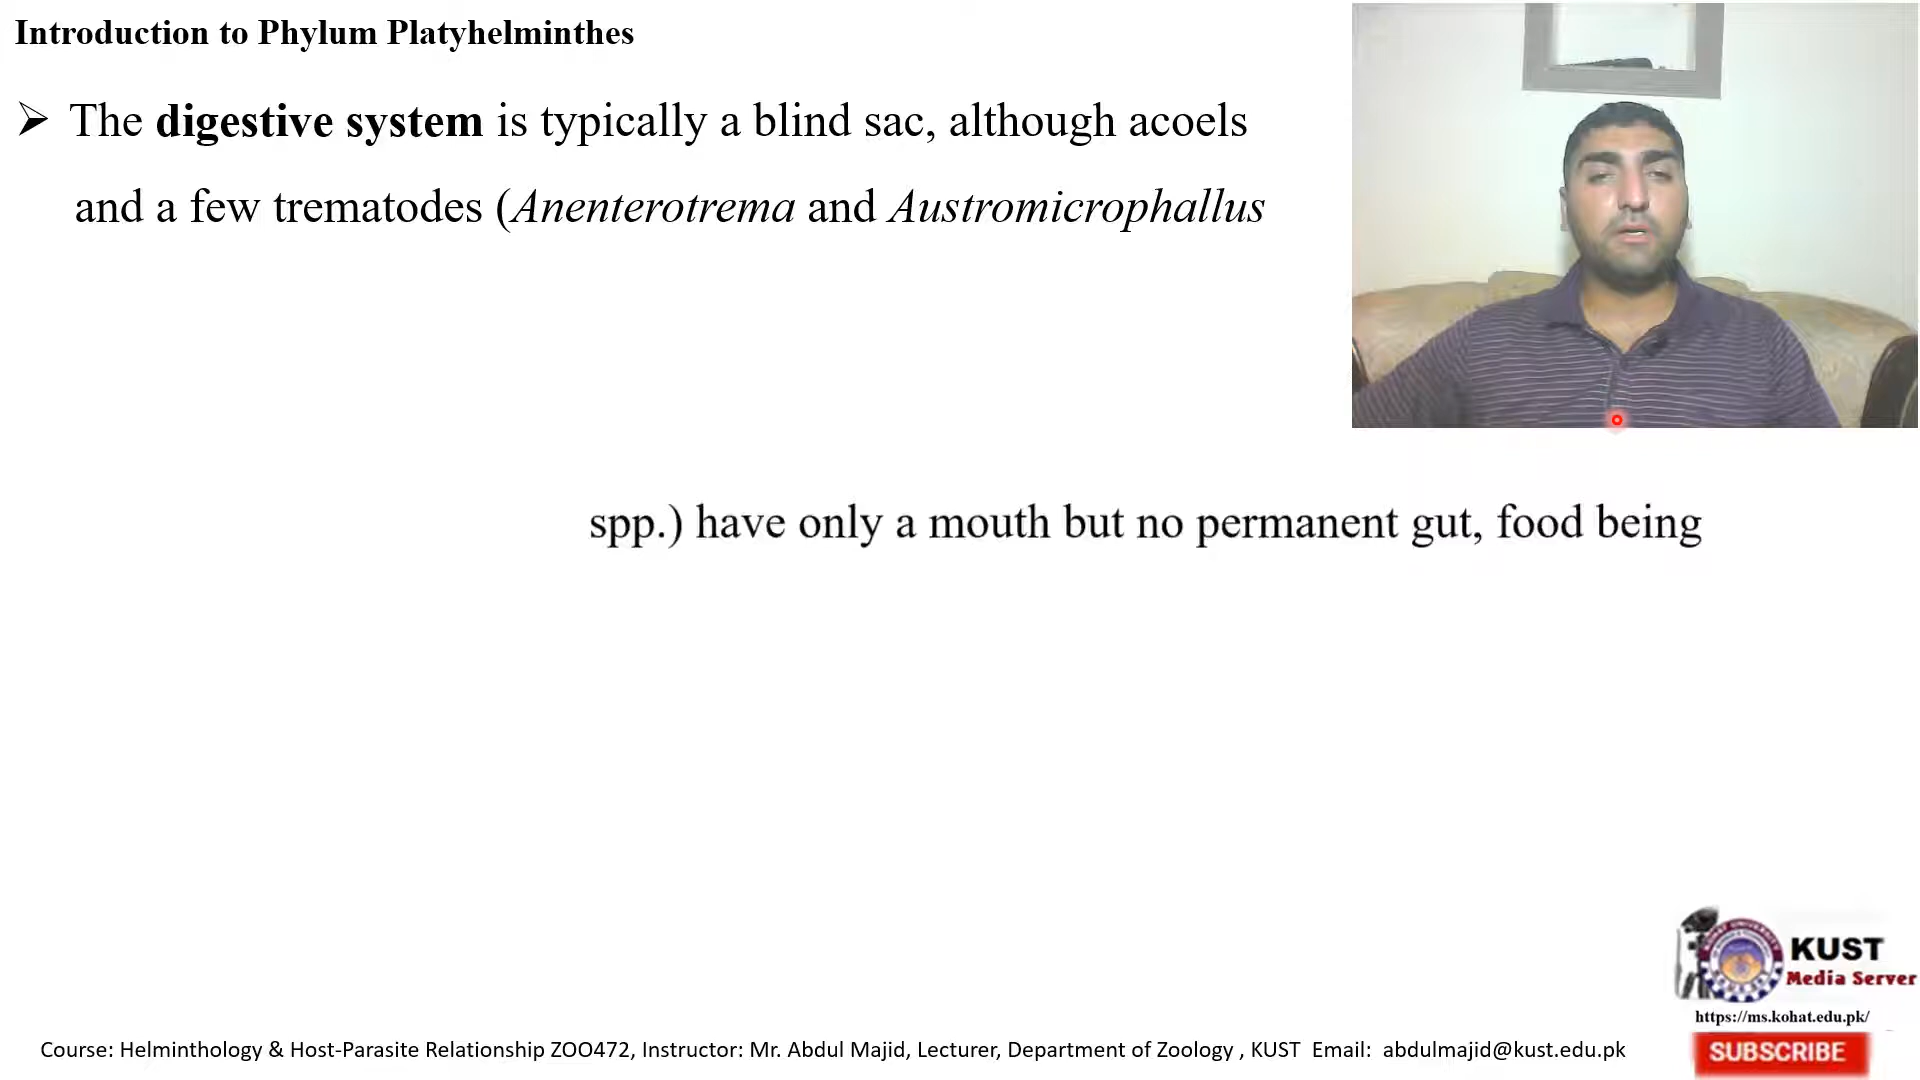 Introduction to Phylum Platyhelminthes
➢ The digestive system is typically a blind sac, although acoels
and a few trematodes (Anenterotrema and Austromicrophallus
spp.) have only a mouth but no permanent gut, food being
KUST
Media Server
https://ms.kohat.edu.pk/
Course: Helminthology & Host-Parasite Relationship ZOO472, Instructor: Mr. Abdul Majid, Lecturer, Department of Zoology , KUST Email: abdulmajid@kust.edu.pk
SUBSCRIBE